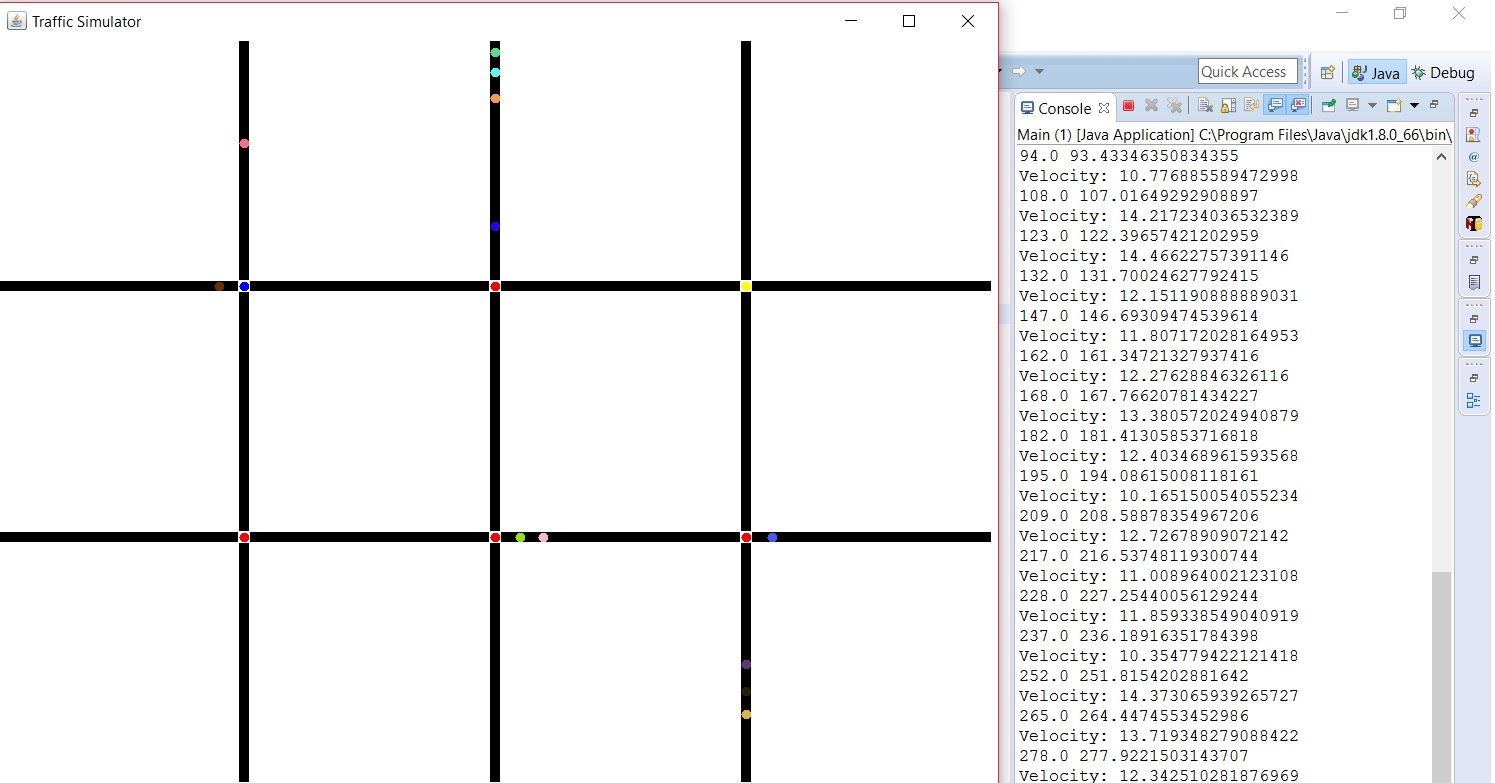 Traffic Simulator
Quick Access
Java
Debug
Console
Main (1) [Java Application] C:\Program Files\Java\jdk1.8.0_66\bin\
94.0 93.43346350834355
Velocity: 10.776885589472998
108.0 107.01649292908897
Velocity: 14.217234036532389
123.0 122.39657421202959
Velocity: 14.46622757391146
132.0 131.70024627792415
Velocity: 12.151190888889031
147.0 146.69309474539614
Velocity: 11.807172028164953
162.0 161.34721327937416
Velocity: 12.27628846326116
168.0 167.76620781434227
Velocity: 13.380572024940879
182.0 181.41305853716818
Velocity: 12.403468961593568
195.0 194.08615008118161
Velocity: 10.165150054055234
209.0 208.58878354967206
Velocity: 12.72678909072142
217.0 216.53748119300744
Velocity: 11.008964002123108
228.0 227.25440056129244
Velocity: 11.859338549040919
237.0 236.18916351784398
Velocity: 10.354779422121418
252.0 251.8154202881642
Velocity: 14.373065939265727
265.0 264.4474553452986
Velocity: 13.719348279088422
278.0 277.9221503143707
Velocity: 12.342510281876969